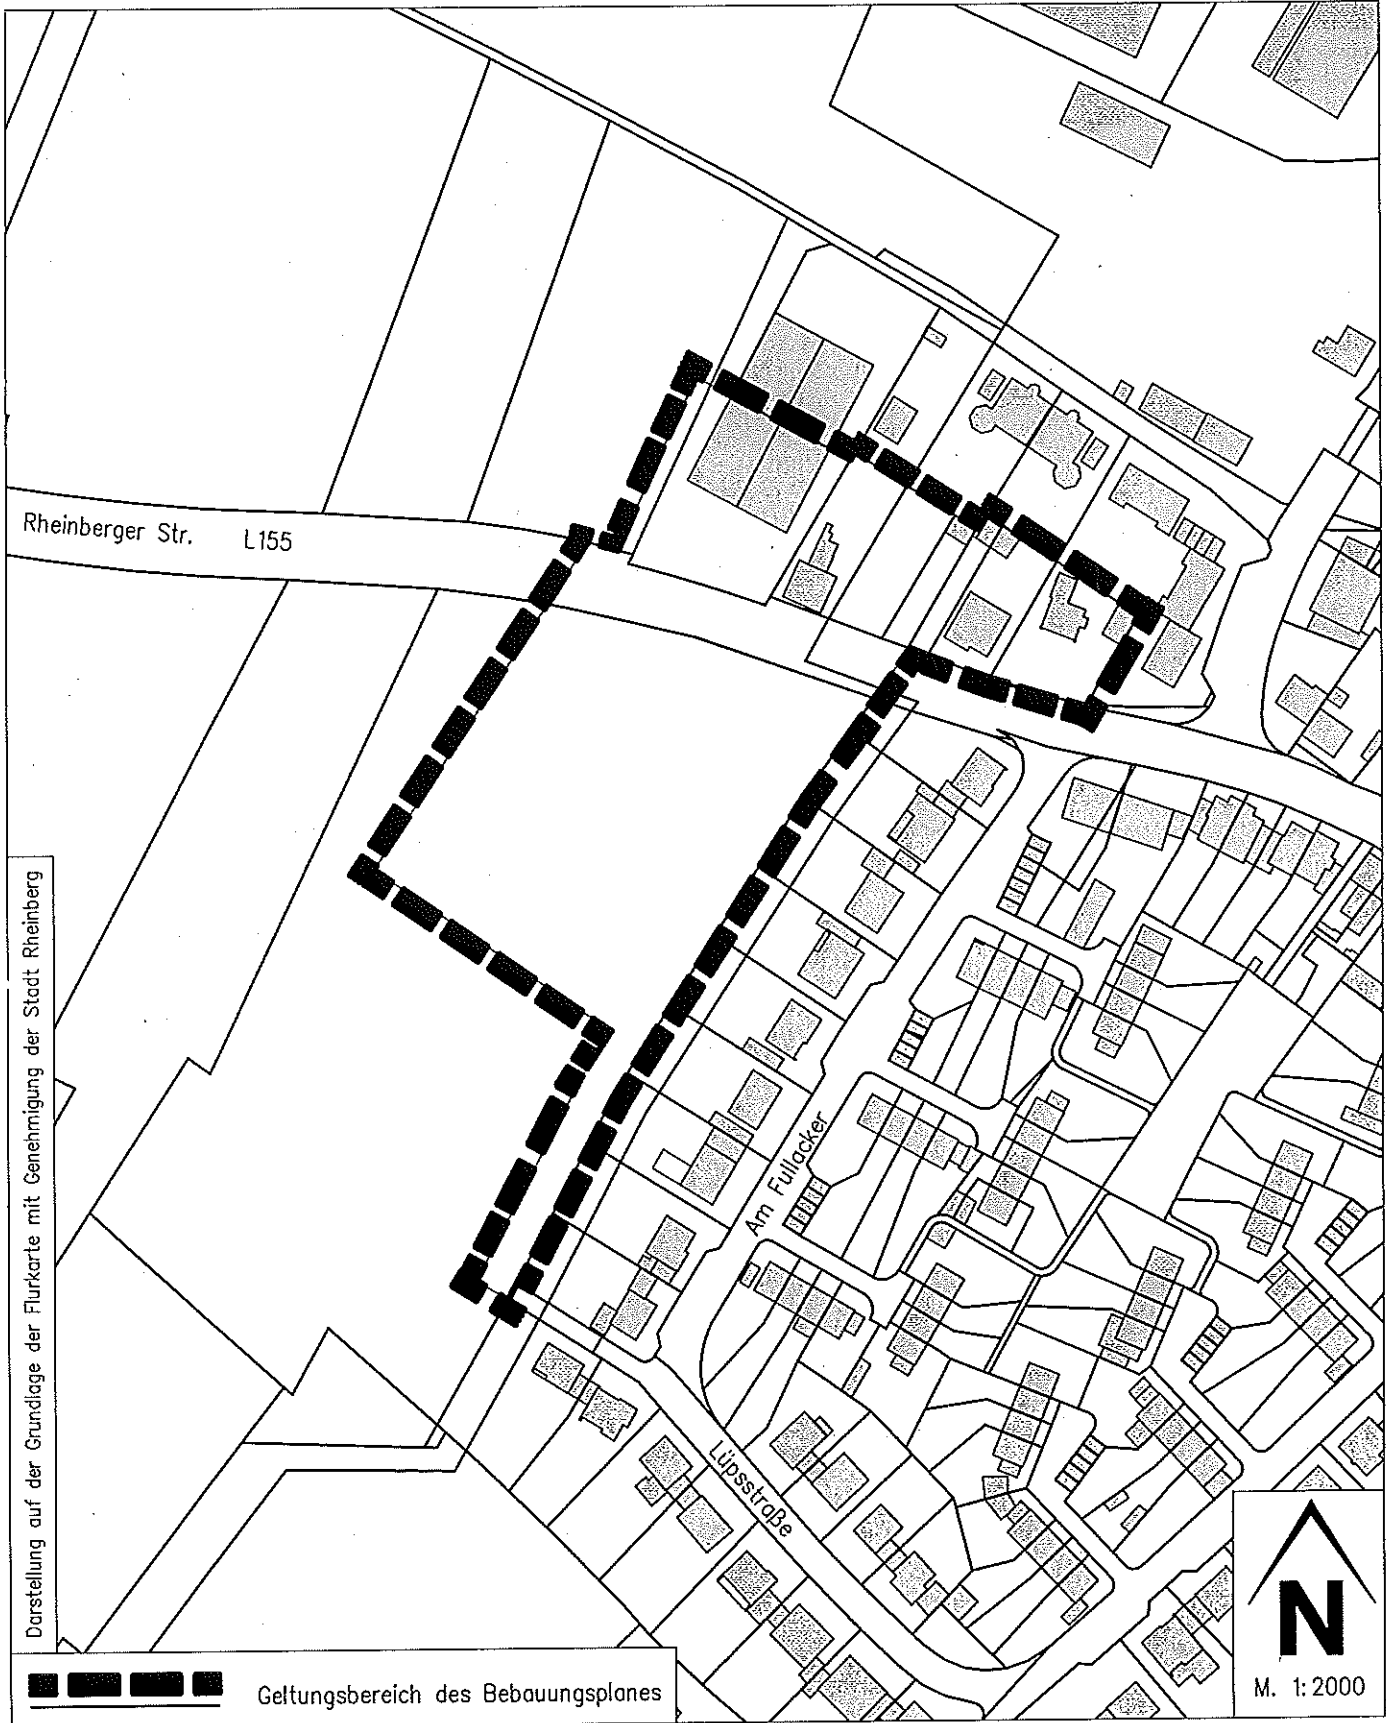 Rheinberger Str. L155
Am Fullacker
Lüpsstraße
Darstellung auf der Grundlage der Flurkarte mit Genehmigung der Stadt Rheinberg
Geltungsbereich des Bebauungsplanes
N
M. 1:2000